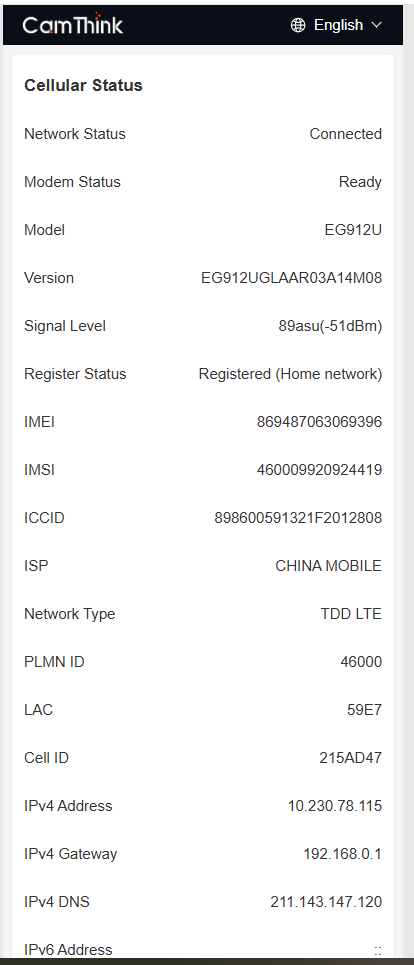 CamThink
English
Cellular Status
Network Status Connected
Modem Status Ready
Model EG912U
Version EG912UGLAAR03A14M08
Signal Level 89asu(-51dBm)
Register Status Registered (Home network)
IMEI 869487063069396
IMSI 460009920924419
ICCID 898600591321F2012808
ISP CHINA MOBILE
Network Type TDD LTE
PLMN ID 46000
LAC 59E7
Cell ID 215AD47
IPv4 Address 10.230.78.115
IPv4 Gateway 192.168.0.1
IPv4 DNS 211.143.147.120
IPv6 Address ::